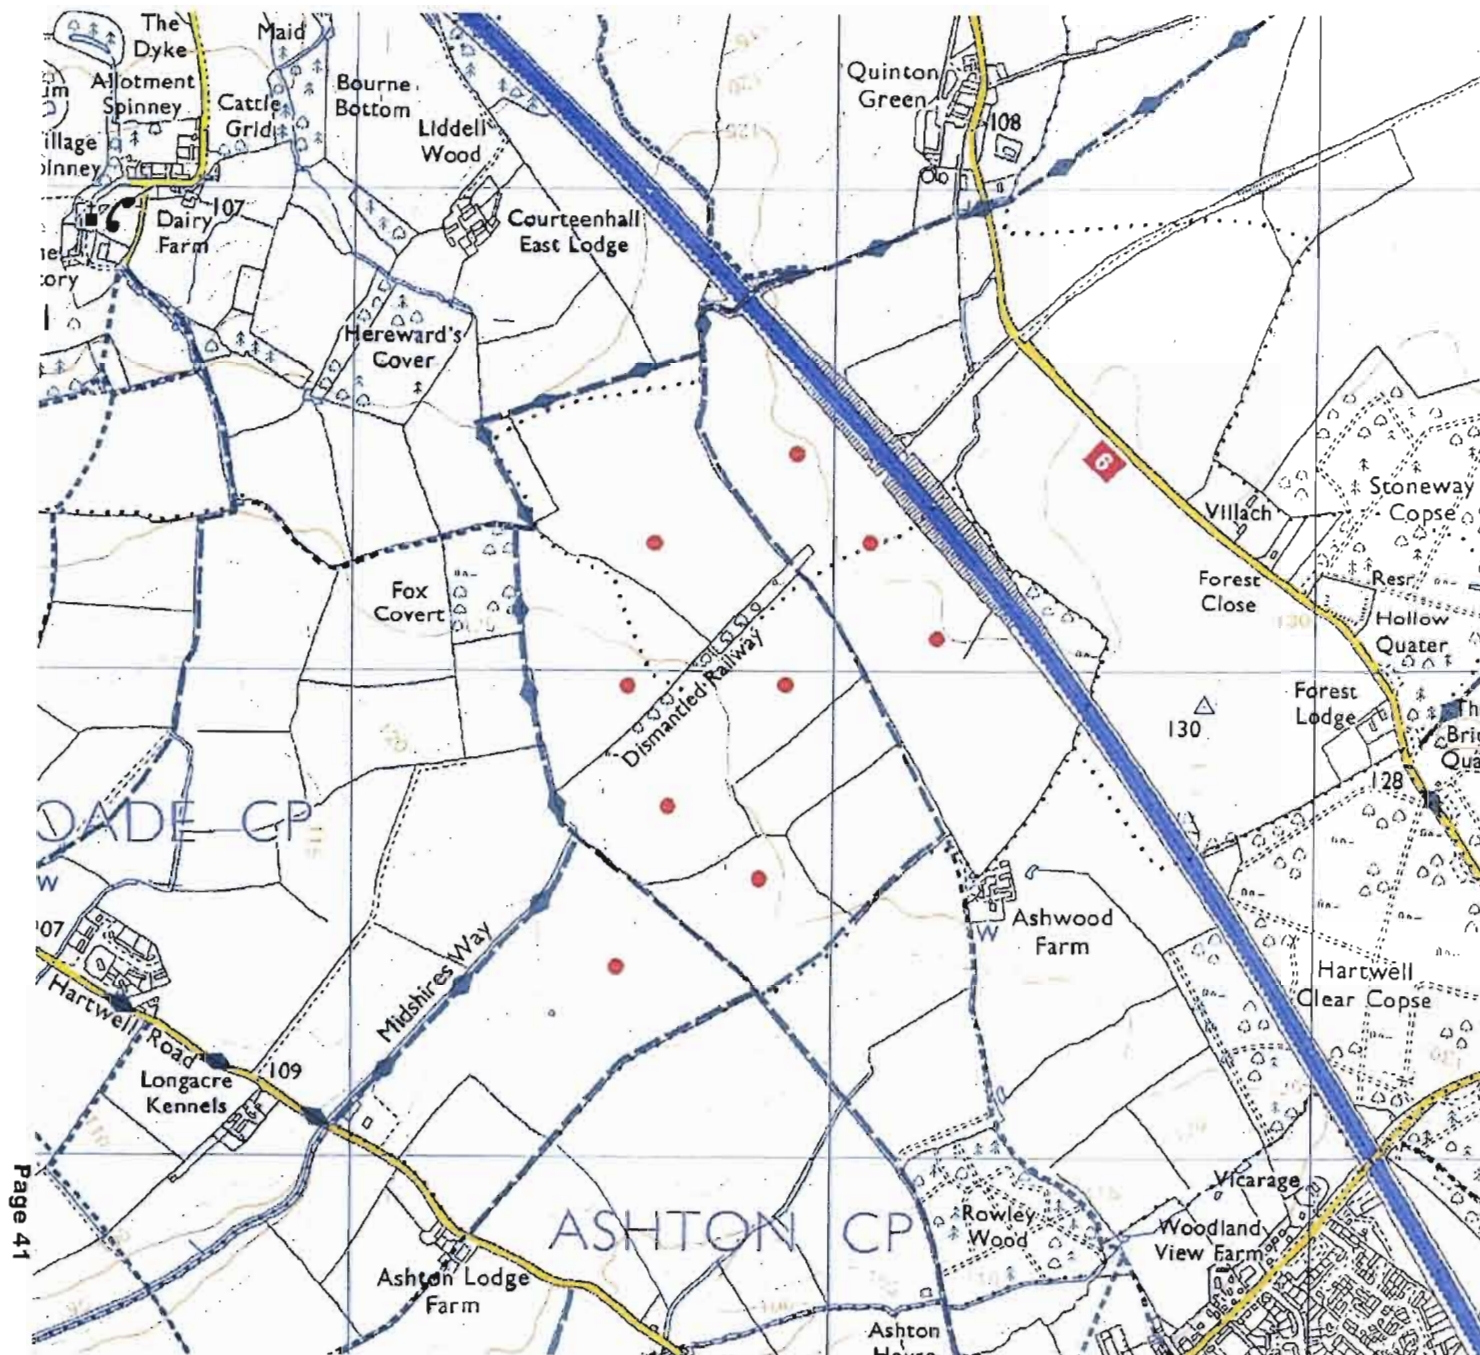 The
Dyke
Maid
Allotment
Spinney
Cattle
Grid
Bourne
Bottom
Liddell
Wood
Quinton
Green
108
107
Dairy
Farm
Courteenhall
East Lodge
Hereward's
Cover
6
Stoneway
Copse
Villach
Forest
Close
Resr
Hollow
Quater
Fox
Covert
Dismantled Railway
Forest
Lodge
130
128
OADE CP
W
Ashwood
Farm
W
Hartwell
Clear Copse
Midshires Way
Hartwell Road
Longacre
Kennels
109
Vicarage
Rowley
Wood
Woodland
View Farm
ASHTON CP
Ashton Lodge
Farm
Ashton
Page 41